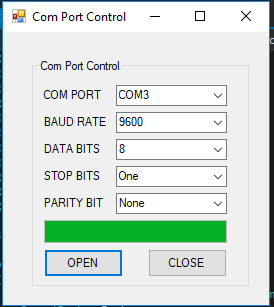 Com Port Control
Com Port Control
COM PORT COM3
BAUD RATE 9600
DATA BITS 8
STOP BITS One
PARITY BIT None
OPEN CLOSE